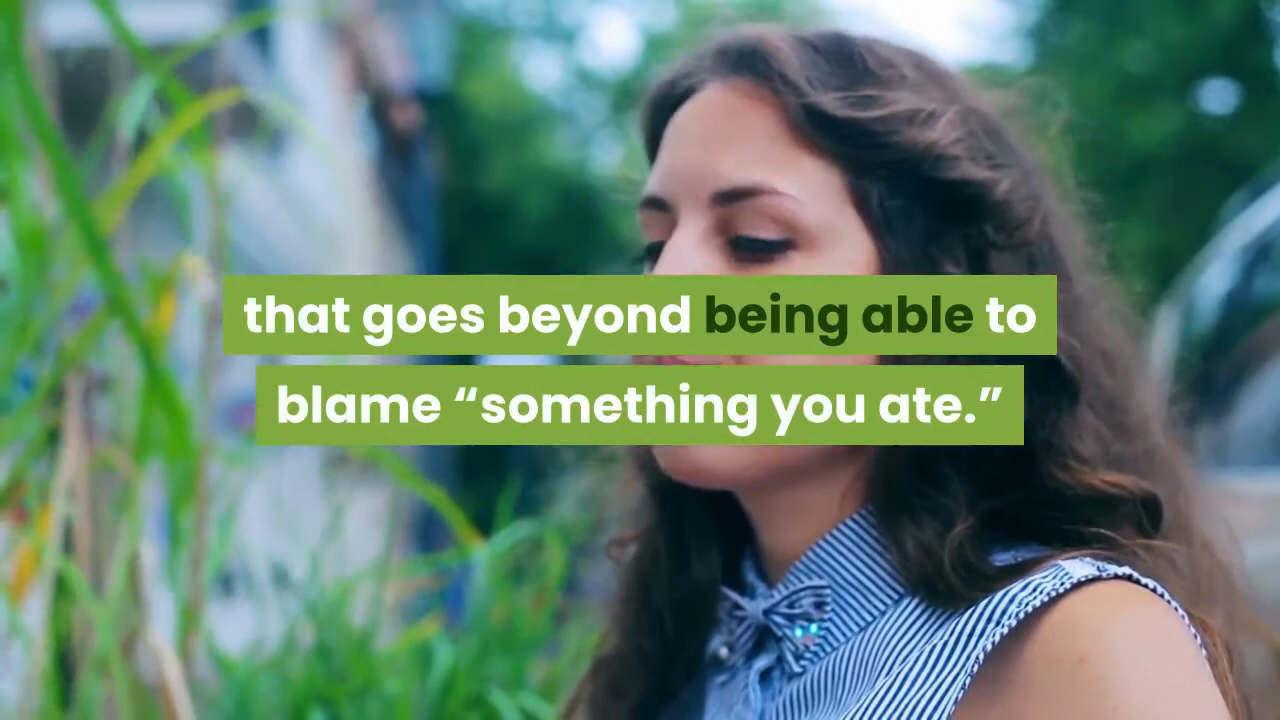 that goes beyond being able to
blame “something you ate.”